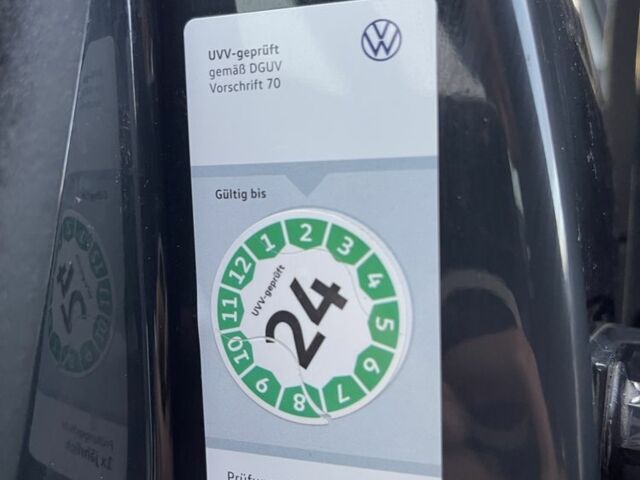 UVV-geprüft
gemäß DGUV
Vorschrift 70
Gültig bis
1 2 3 4 5 6 7 8 9 10 11 12
UVV-geprüft
24